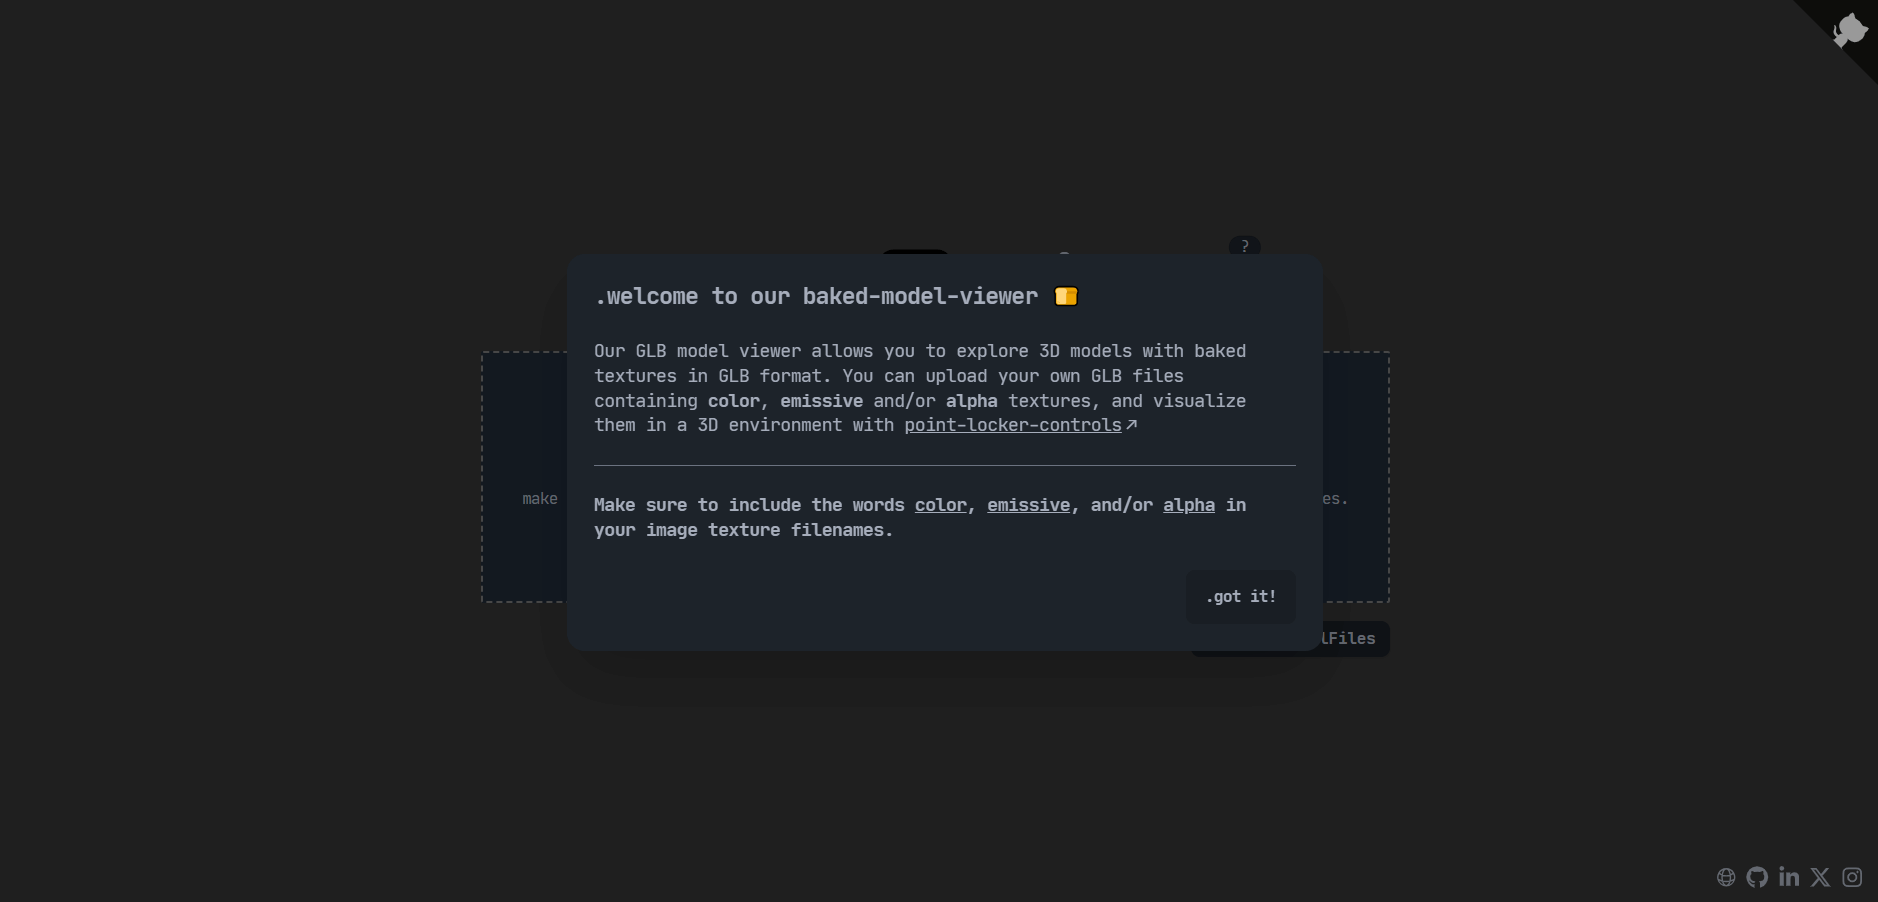 ?
.welcome to our baked-model-viewer
Our GLB model viewer allows you to explore 3D models with baked
textures in GLB format. You can upload your own GLB files
containing color, emissive and/or alpha textures, and visualize
them in a 3D environment with point-locker-controls↗
make
Make sure to include the words color, emissive, and/or alpha in
your image texture filenames.
.got it!